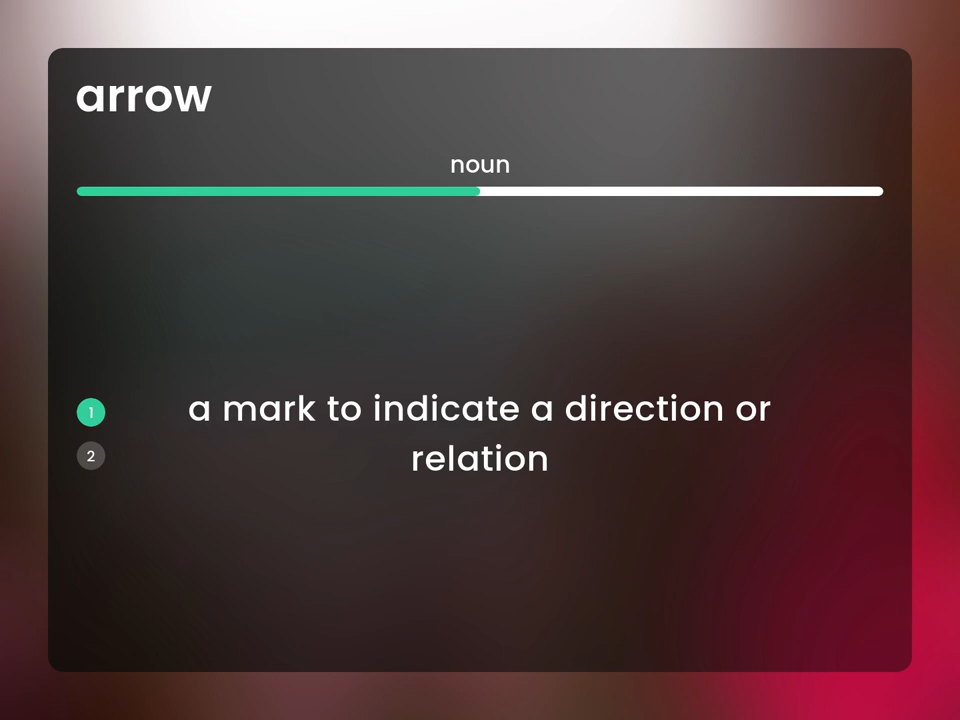 arrow
noun
1
a mark to indicate a direction or
relation
2